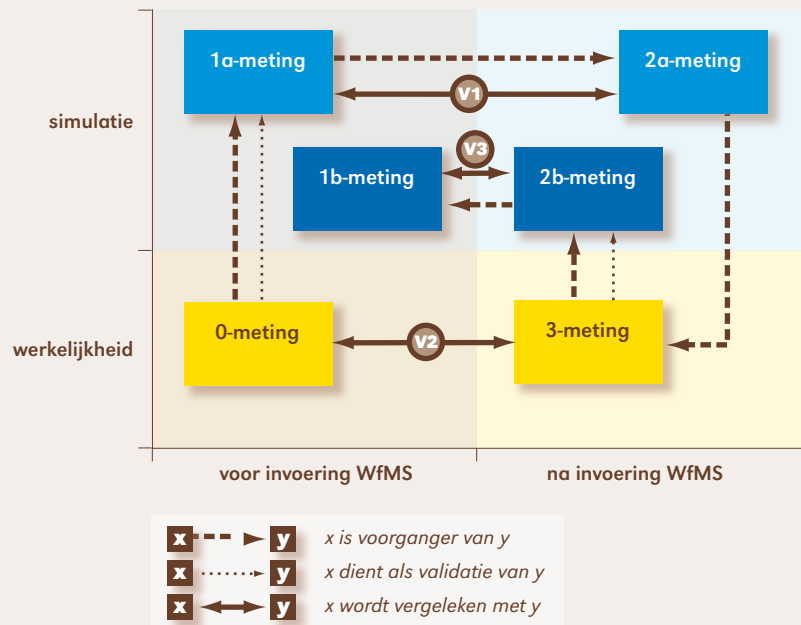 1a-meting
2a-meting
V1
simulatie
V3
1b-meting
2b-meting
0-meting
3-meting
V2
werkelijkheid
voor invoering WfMS
na invoering WfMS
x y x is voorganger van y
x y x dient als validatie van y
x y x wordt vergeleken met y